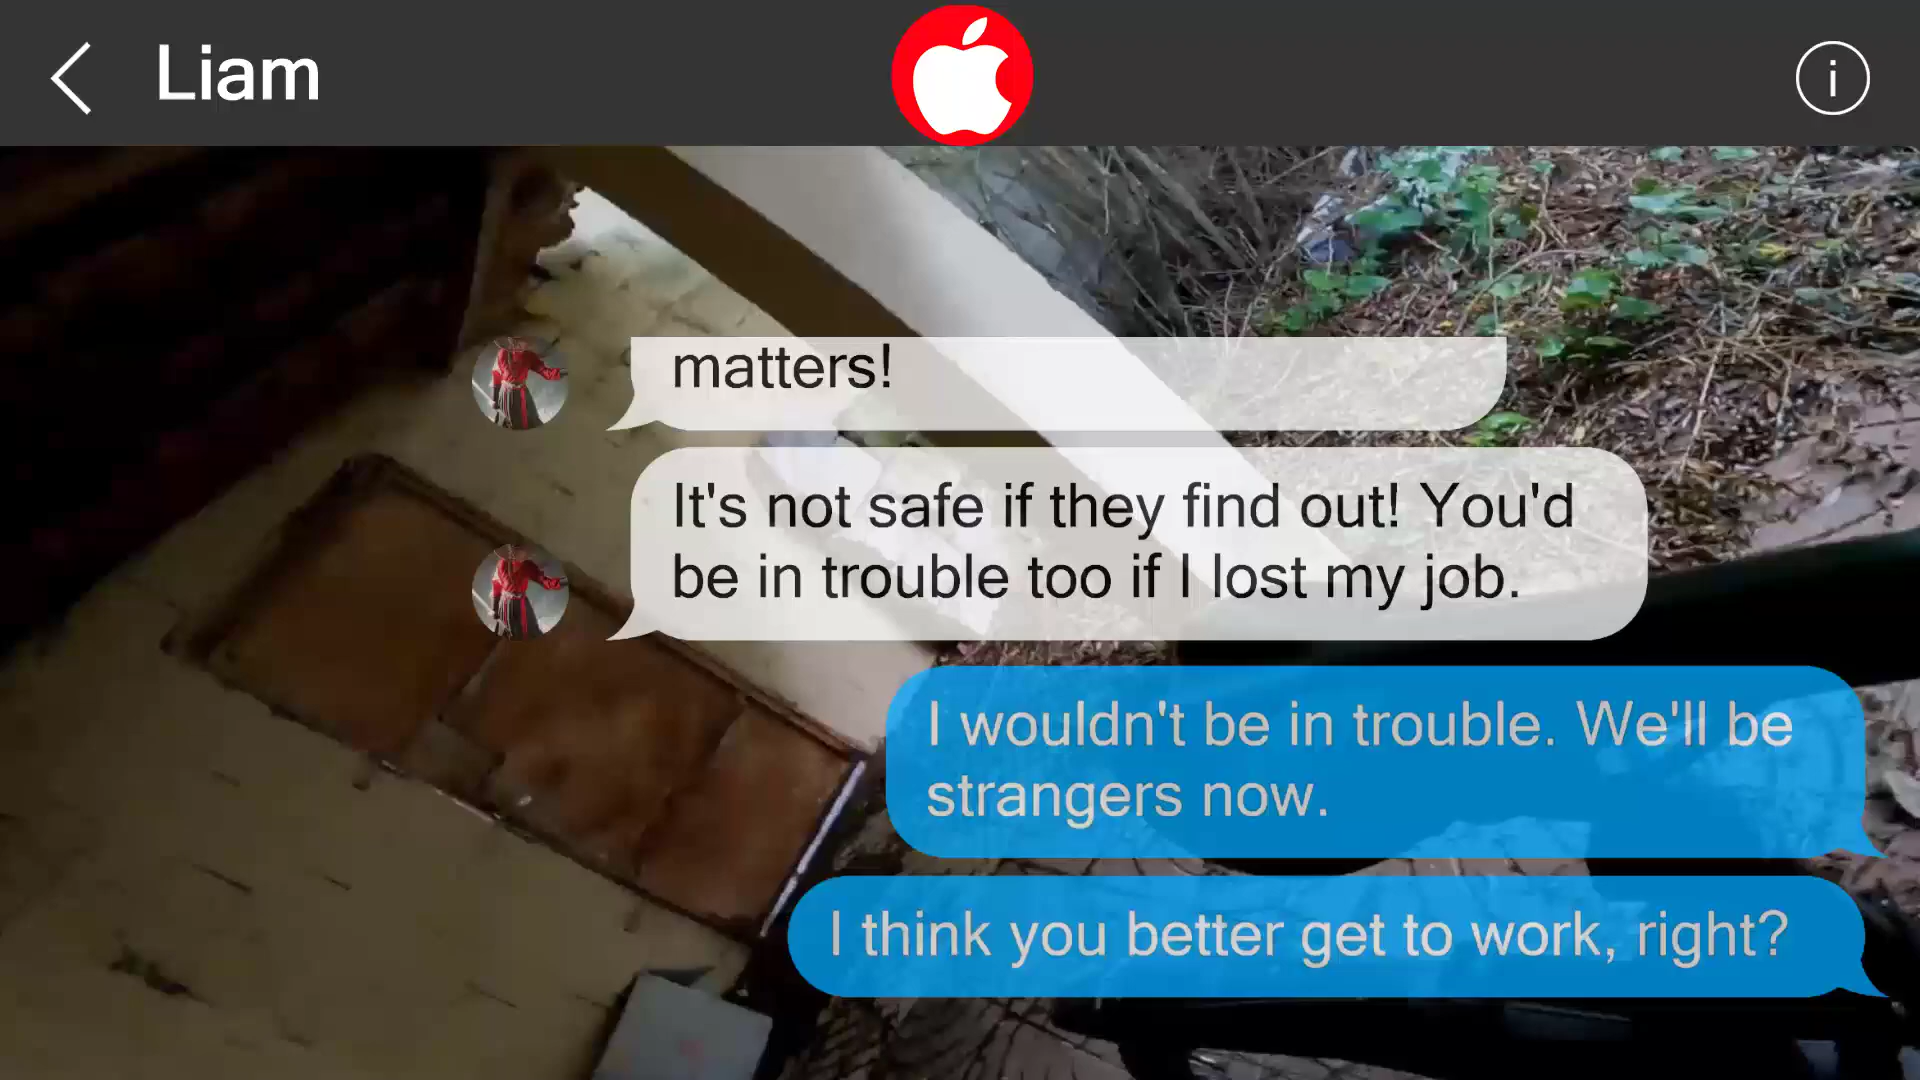 Liam
i
matters!
It's not safe if they find out! You'd
be in trouble too if I lost my job.
I wouldn't be in trouble. We'll be
strangers now.
I think you better get to work, right?